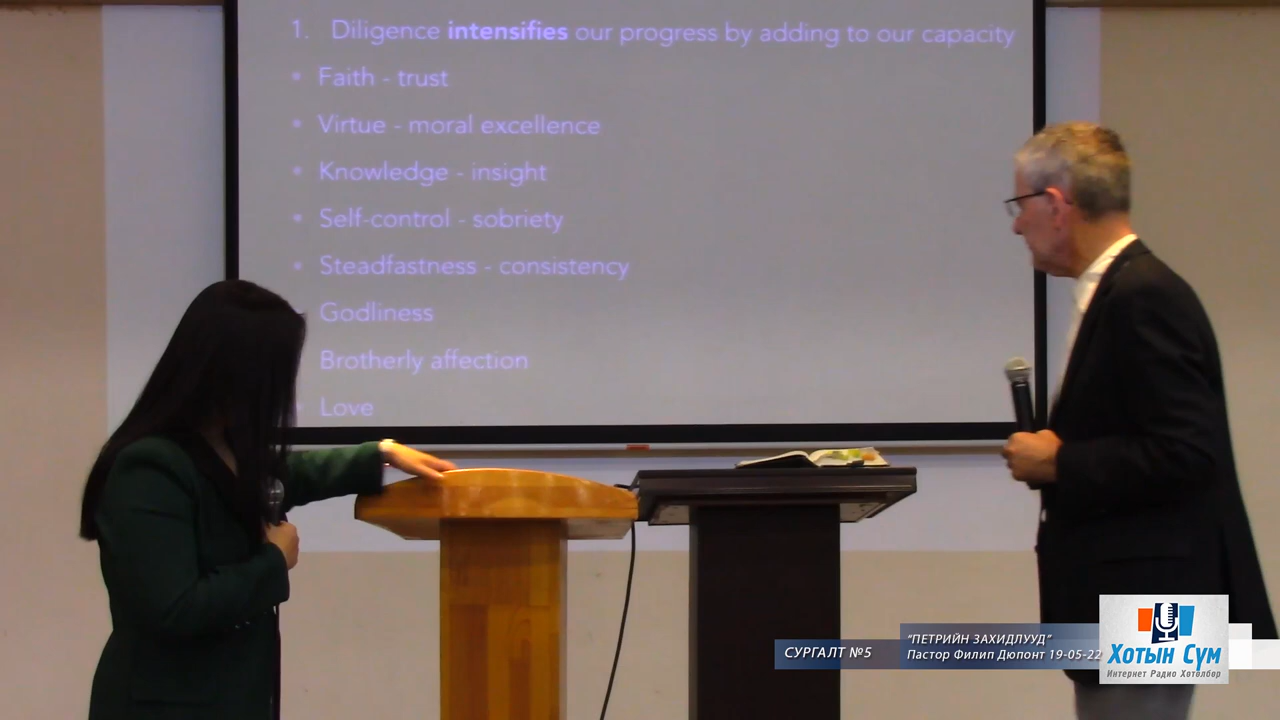 1. Diligence intensifies our progress by adding to our capacity
• Faith - trust
• Virtue - moral excellence
• Knowledge - insight
• Self-control - sobriety
• Steadfastness - consistency
Godliness
Brotherly affection
• Love
СУРГАЛТ №5
"ПЕТРИЙН ЗАХИДЛУУД"
Пастор Филип Дюпонт 19-05-22
Хотын Сүм
Интернет Радио Хөтөлбөр